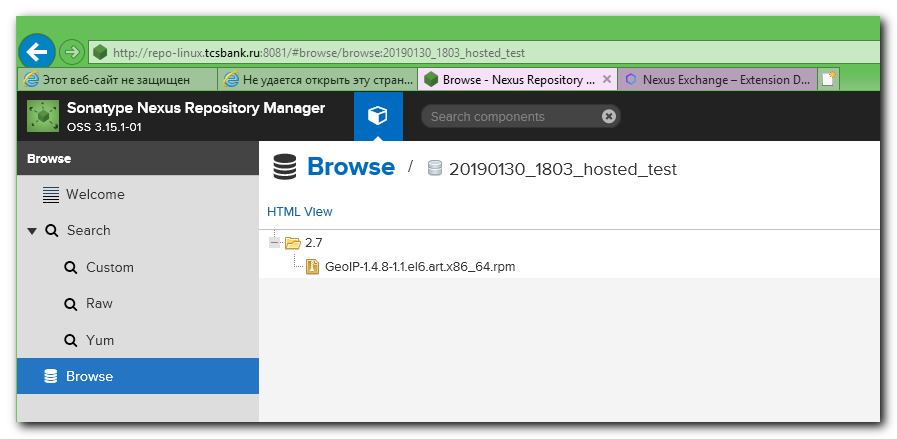 http://repo-linux.tcsbank.ru:8081/#browse/browse:20190130_1803_hosted_test
Этот веб-сайт не защищен
Не удается открыть эту стран...
Browse - Nexus Repository ...
Nexus Exchange – Extension D...
Sonatype Nexus Repository Manager
OSS 3.15.1-01
Search components
Browse
Welcome
Search
Custom
Raw
Yum
Browse
Browse / 20190130_1803_hosted_test
HTML View
2.7
GeoIP-1.4.8-1.1.el6.art.x86_64.rpm